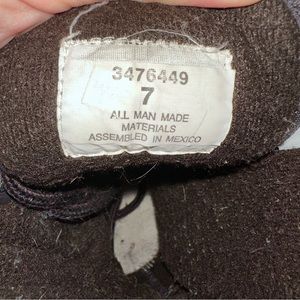 3476449
7
ALL MAN MADE
MATERIALS
ASSEMBLED IN MEXICO